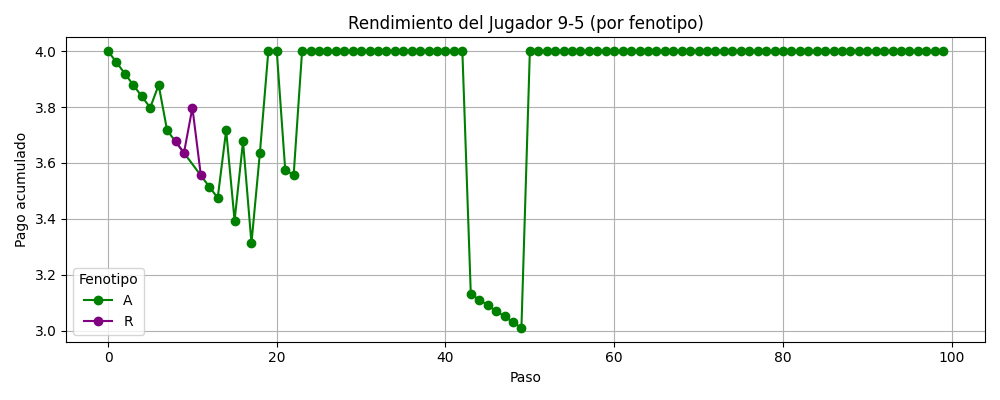 Rendimiento del Jugador 9-5 (por fenotipo)
Pago acumulado
4.0
3.8
3.6
3.4
3.2
3.0
Fenotipo
A
R
0 20 40 60 80 100
Paso